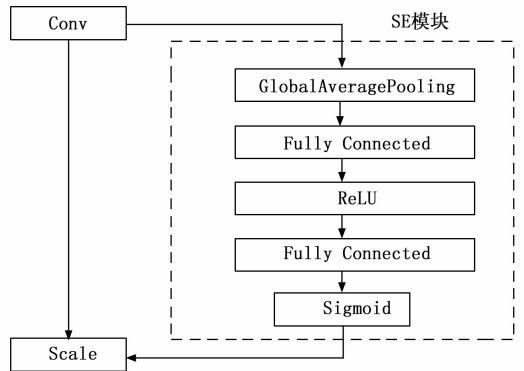 Conv
SE模块
GlobalAveragePooling
Fully Connected
ReLU
Fully Connected
Sigmoid
Scale